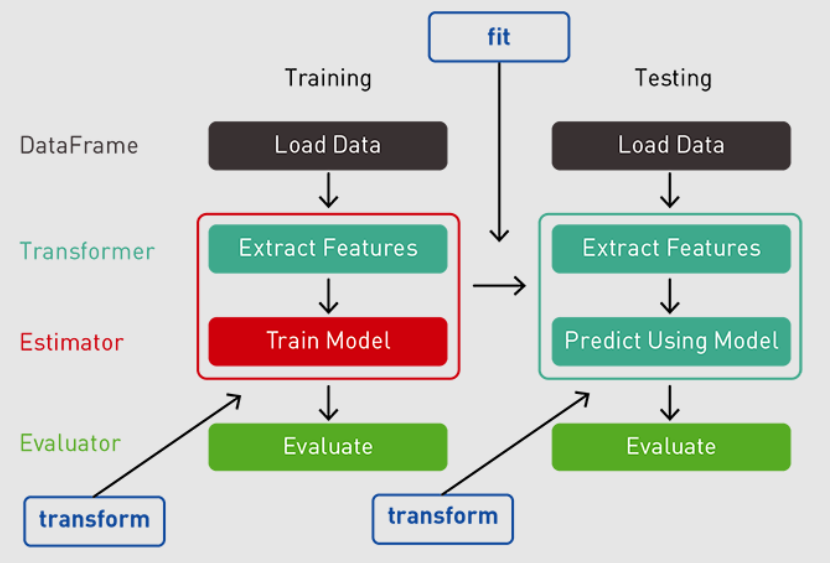 fit
Training
Testing
DataFrame
Load Data
Load Data
Transformer
Extract Features
Extract Features
Estimator
Train Model
Predict Using Model
Evaluator
Evaluate
Evaluate
transform
transform